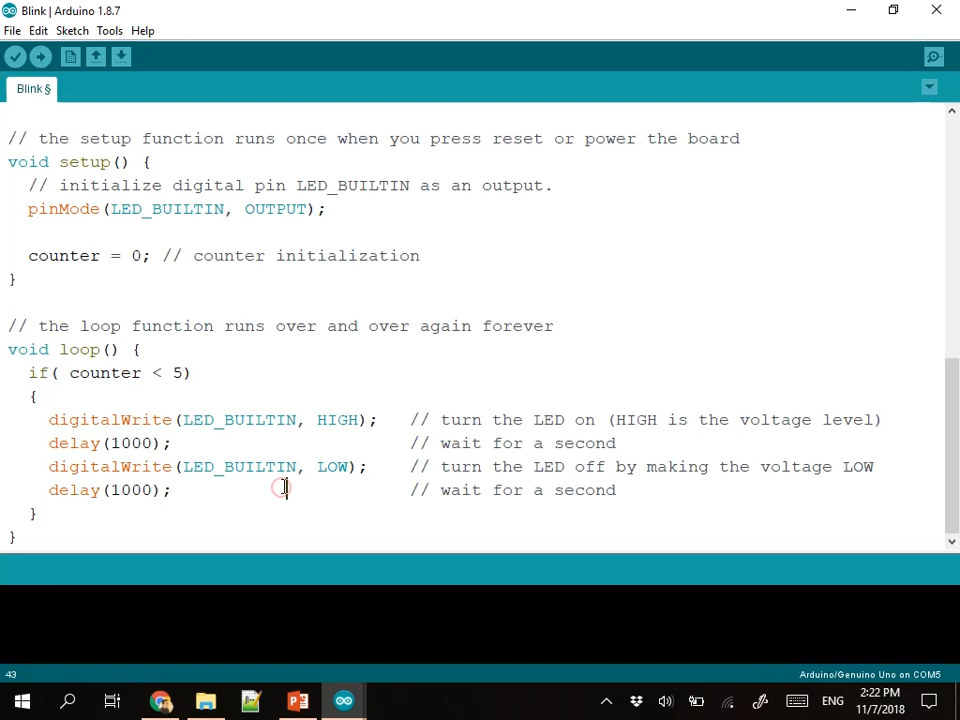 Blink | Arduino 1.8.7
File Edit Sketch Tools Help
Blink §
// the setup function runs once when you press reset or power the board
void setup() {
// initialize digital pin LED_BUILTIN as an output.
pinMode(LED_BUILTIN, OUTPUT);
counter = 0; // counter initialization
}
// the loop function runs over and over again forever
void loop() {
if( counter < 5)
{
digitalWrite(LED_BUILTIN, HIGH); // turn the LED on (HIGH is the voltage level)
delay(1000); // wait for a second
digitalWrite(LED_BUILTIN, LOW); // turn the LED off by making the voltage LOW
delay(1000); // wait for a second
}
}
43 Arduino/Genuino Uno on COM5
ENG
2:22 PM
11/7/2018